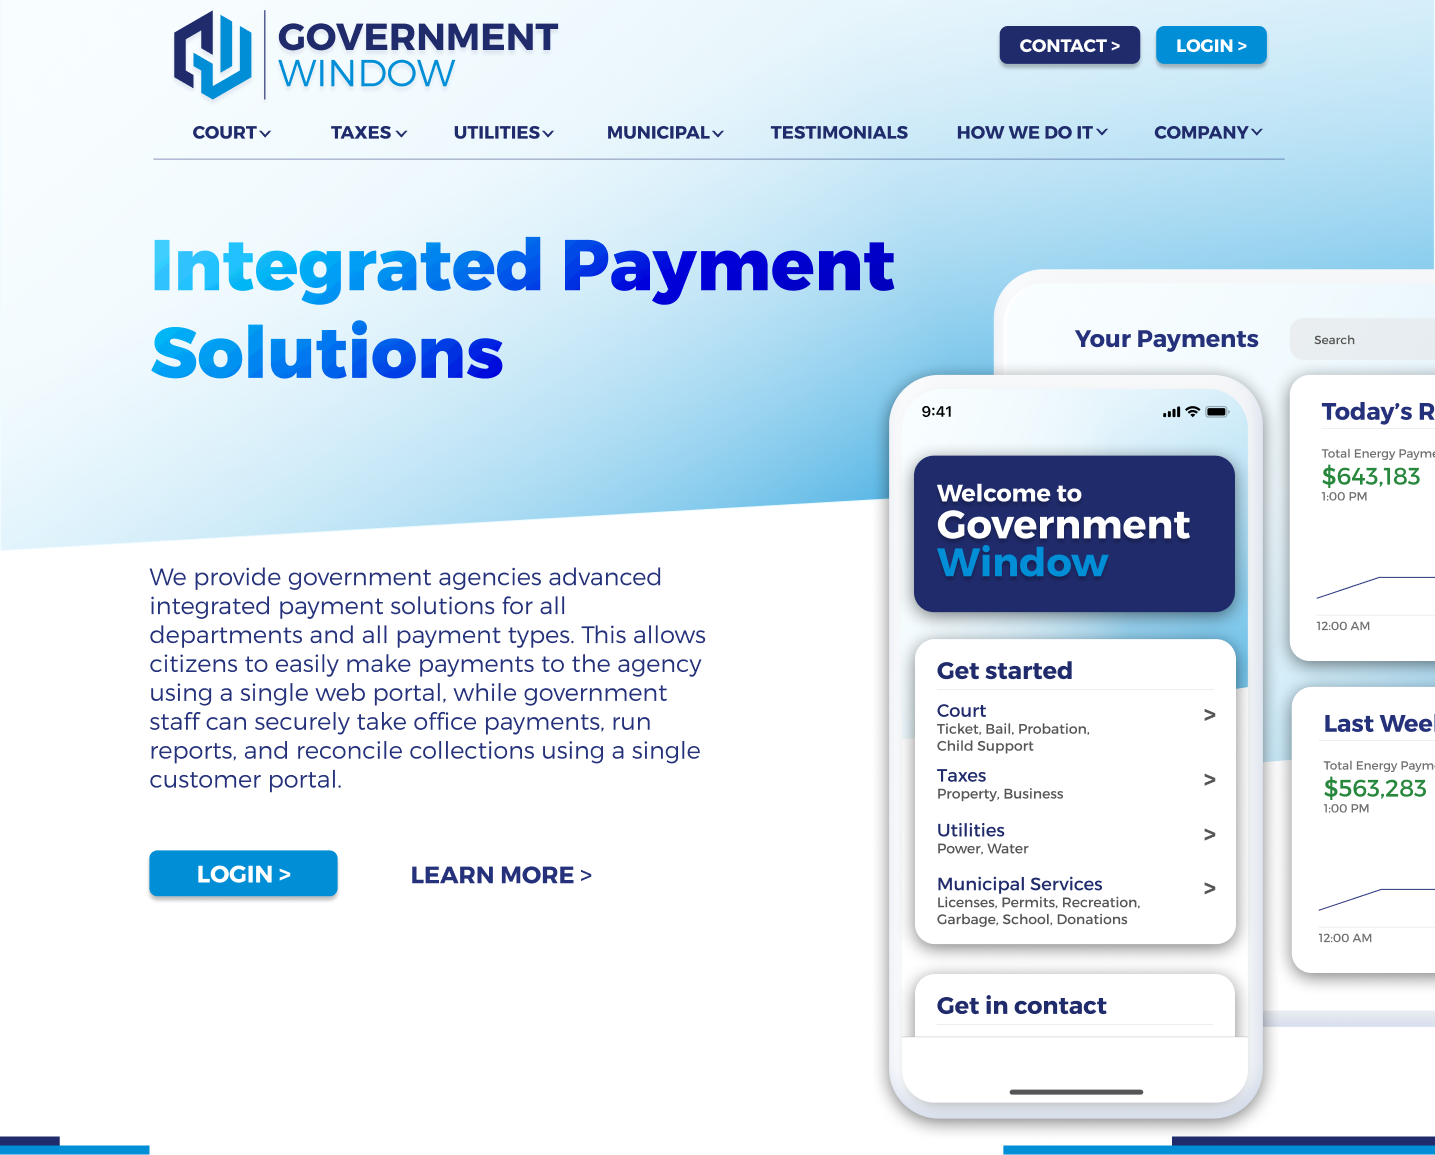 GOVERNMENT
WINDOW
CONTACT >
LOGIN >
COURT
TAXES
UTILITIES
MUNICIPAL
TESTIMONIALS
HOW WE DO IT
COMPANY
Integrated Payment
Solutions
We provide government agencies advanced
integrated payment solutions for all
departments and all payment types. This allows
citizens to easily make payments to the agency
using a single web portal, while government
staff can securely take office payments, run
reports, and reconcile collections using a single
customer portal.
LOGIN >
LEARN MORE >
9:41
Welcome to
Government
Window
Get started
Court >
Ticket, Bail, Probation,
Child Support
Taxes >
Property, Business
Utilities >
Power, Water
Municipal Services >
Licenses, Permits, Recreation,
Garbage, School, Donations
Get in contact
Your Payments
Search
Today's R
Total Energy Payme
$643,183
1:00 PM
12:00 AM
Last Week
Total Energy Paym
$563,283
1:00 PM
12:00 AM